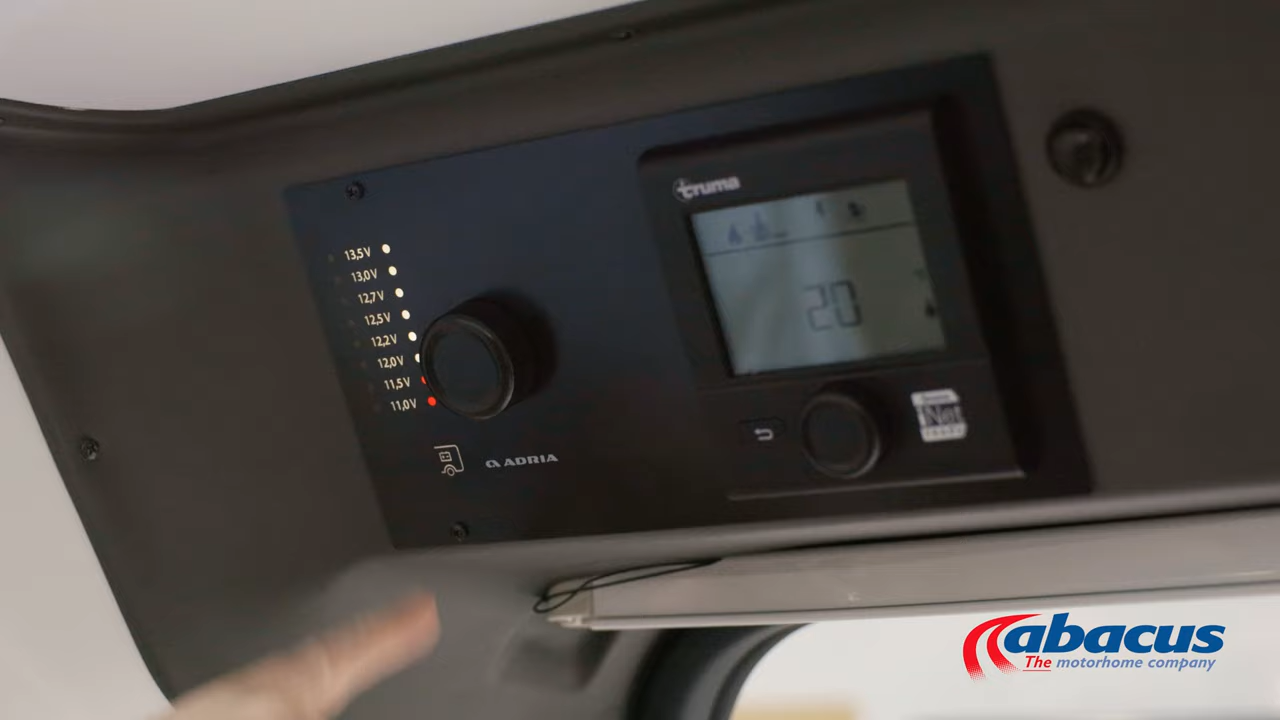 truma
13,5V
13,0V
12,7V
12,5V
12,2V
12,0V
11,5V
11,0V
20
iNet
ADRIA
abacus
The motorhome company